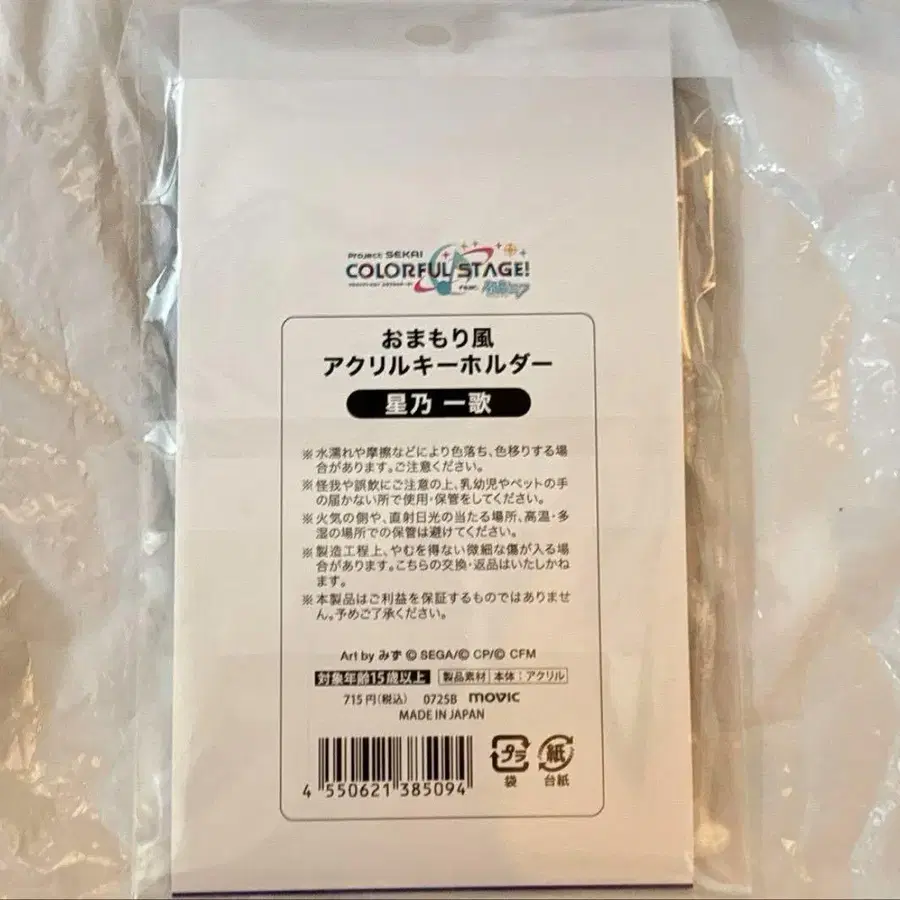 Project SEKAI
COLORFUL STAGE!
feat. 初音ミク
おまもり風
アクリルキーホルダー
星乃 一歌
※水濡れや摩擦などにより色落ち、色移りする場
合があります。ご注意ください。
※怪我や誤飲にご注意の上、乳幼児やペットの手
の届かない所で使用・保管をしてください。
※火気の側や、直射日光の当たる場所、高温・多
湿の場所での保管は避けてください。
※製造工程上、やむを得ない微細な傷が入る場
合があります。こちらの交換・返品はいたしかね
ます。
※本製品はご利益を保証するものではありませ
ん。予めご了承ください。
Art by みず © SEGA/© CP/© CFM
対象年齢15歳以上 製品素材 本体：アクリル
715円(税込) 0725B movic
MADE IN JAPAN
4 550621 385094
プラ 紙
袋 台紙